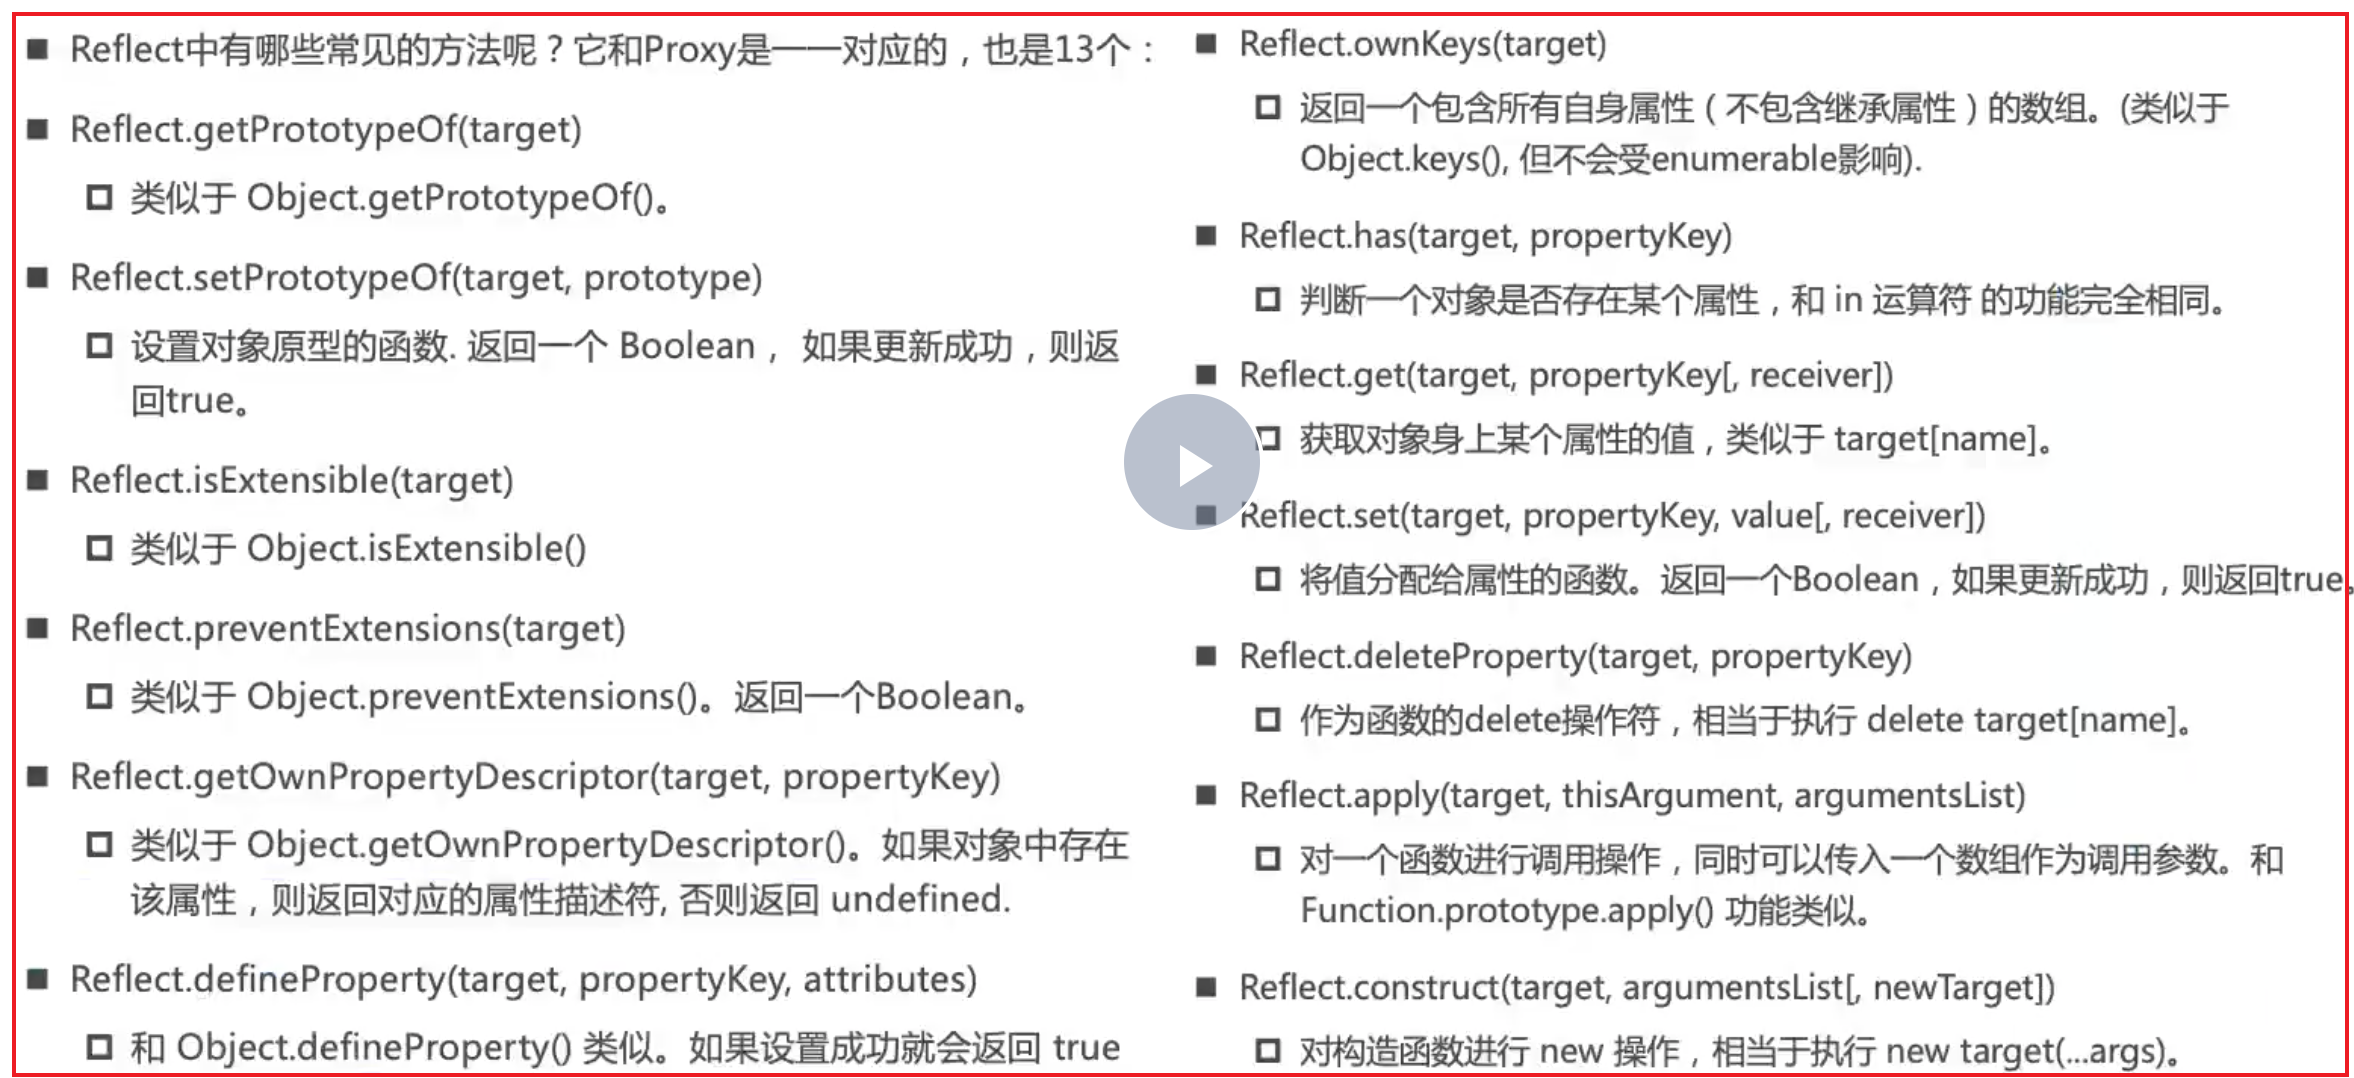 Reflect中有哪些常见的方法呢？它和Proxy是一一对应的，也是13个：
Reflect.getPrototypeOf(target)
类似于 Object.getPrototypeOf()。
Reflect.setPrototypeOf(target, prototype)
设置对象原型的函数. 返回一个 Boolean， 如果更新成功，则返
回true。
Reflect.isExtensible(target)
类似于 Object.isExtensible()
Reflect.preventExtensions(target)
类似于 Object.preventExtensions()。返回一个Boolean。
Reflect.getOwnPropertyDescriptor(target, propertyKey)
类似于 Object.getOwnPropertyDescriptor()。如果对象中存在
该属性，则返回对应的属性描述符, 否则返回 undefined.
Reflect.defineProperty(target, propertyKey, attributes)
和 Object.defineProperty() 类似。如果设置成功就会返回 true
Reflect.ownKeys(target)
返回一个包含所有自身属性（不包含继承属性）的数组。(类似于
Object.keys(), 但不会受enumerable影响).
Reflect.has(target, propertyKey)
判断一个对象是否存在某个属性，和 in 运算符 的功能完全相同。
Reflect.get(target, propertyKey[, receiver])
获取对象身上某个属性的值，类似于 target[name]。
Reflect.set(target, propertyKey, value[, receiver])
将值分配给属性的函数。返回一个Boolean，如果更新成功，则返回true。
Reflect.deleteProperty(target, propertyKey)
作为函数的delete操作符，相当于执行 delete target[name]。
Reflect.apply(target, thisArgument, argumentsList)
对一个函数进行调用操作，同时可以传入一个数组作为调用参数。和
Function.prototype.apply() 功能类似。
Reflect.construct(target, argumentsList[, newTarget])
对构造函数进行 new 操作，相当于执行 new target(...args)。